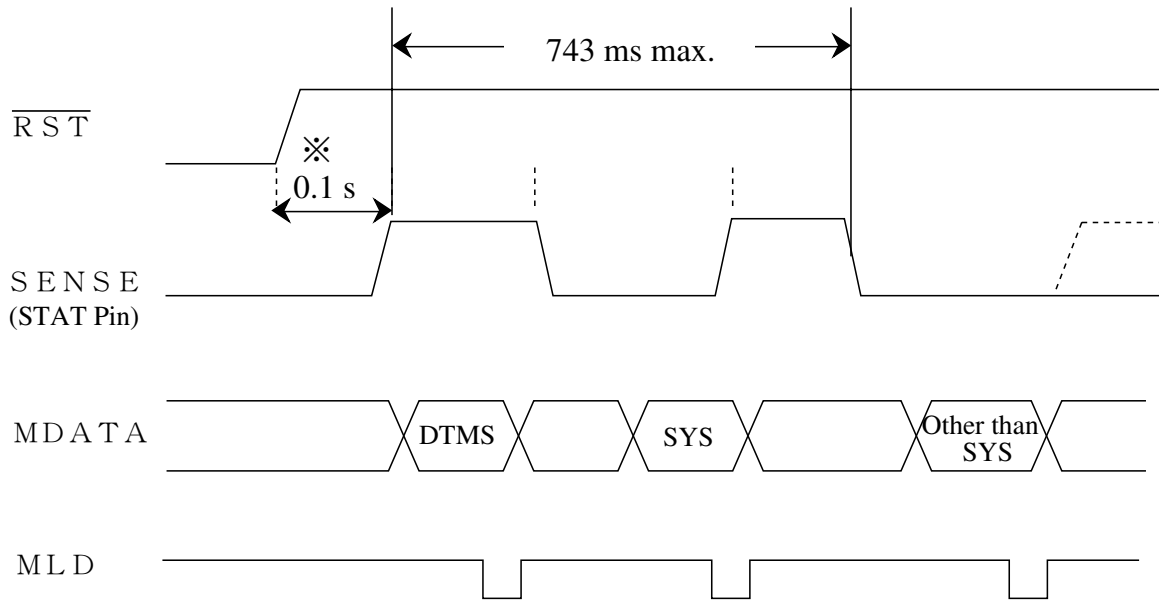 743 ms max.
RST
※
0.1 s
SENSE
(STAT Pin)
MDATA
DTMS
SYS
Other than
SYS
MLD